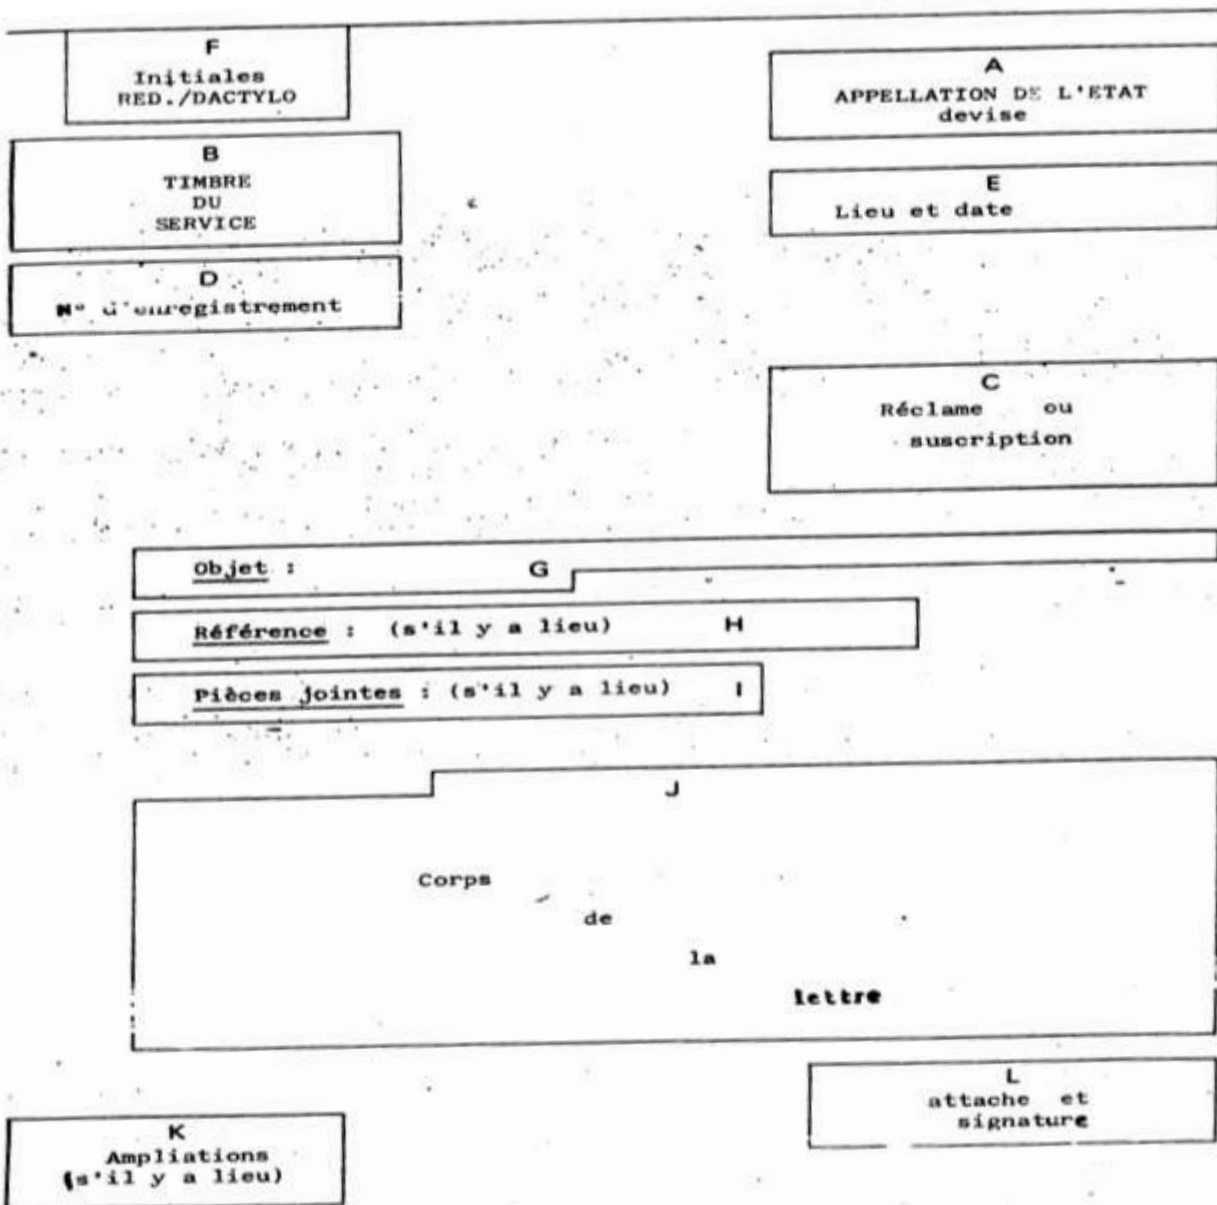 F
Initiales
RED./DACTYLO
A
APPELLATION DE L'ETAT
devise
B
TIMBRE
DU
SERVICE
E
Lieu et date
D
N° d'enregistrement
C
Réclame ou
suscription
Objet : G
Référence : (s'il y a lieu) H
Pièces jointes : (s'il y a lieu) I
J
Corps
de
la
lettre
L
attache et
signature
K
Ampliations
(s'il y a lieu)